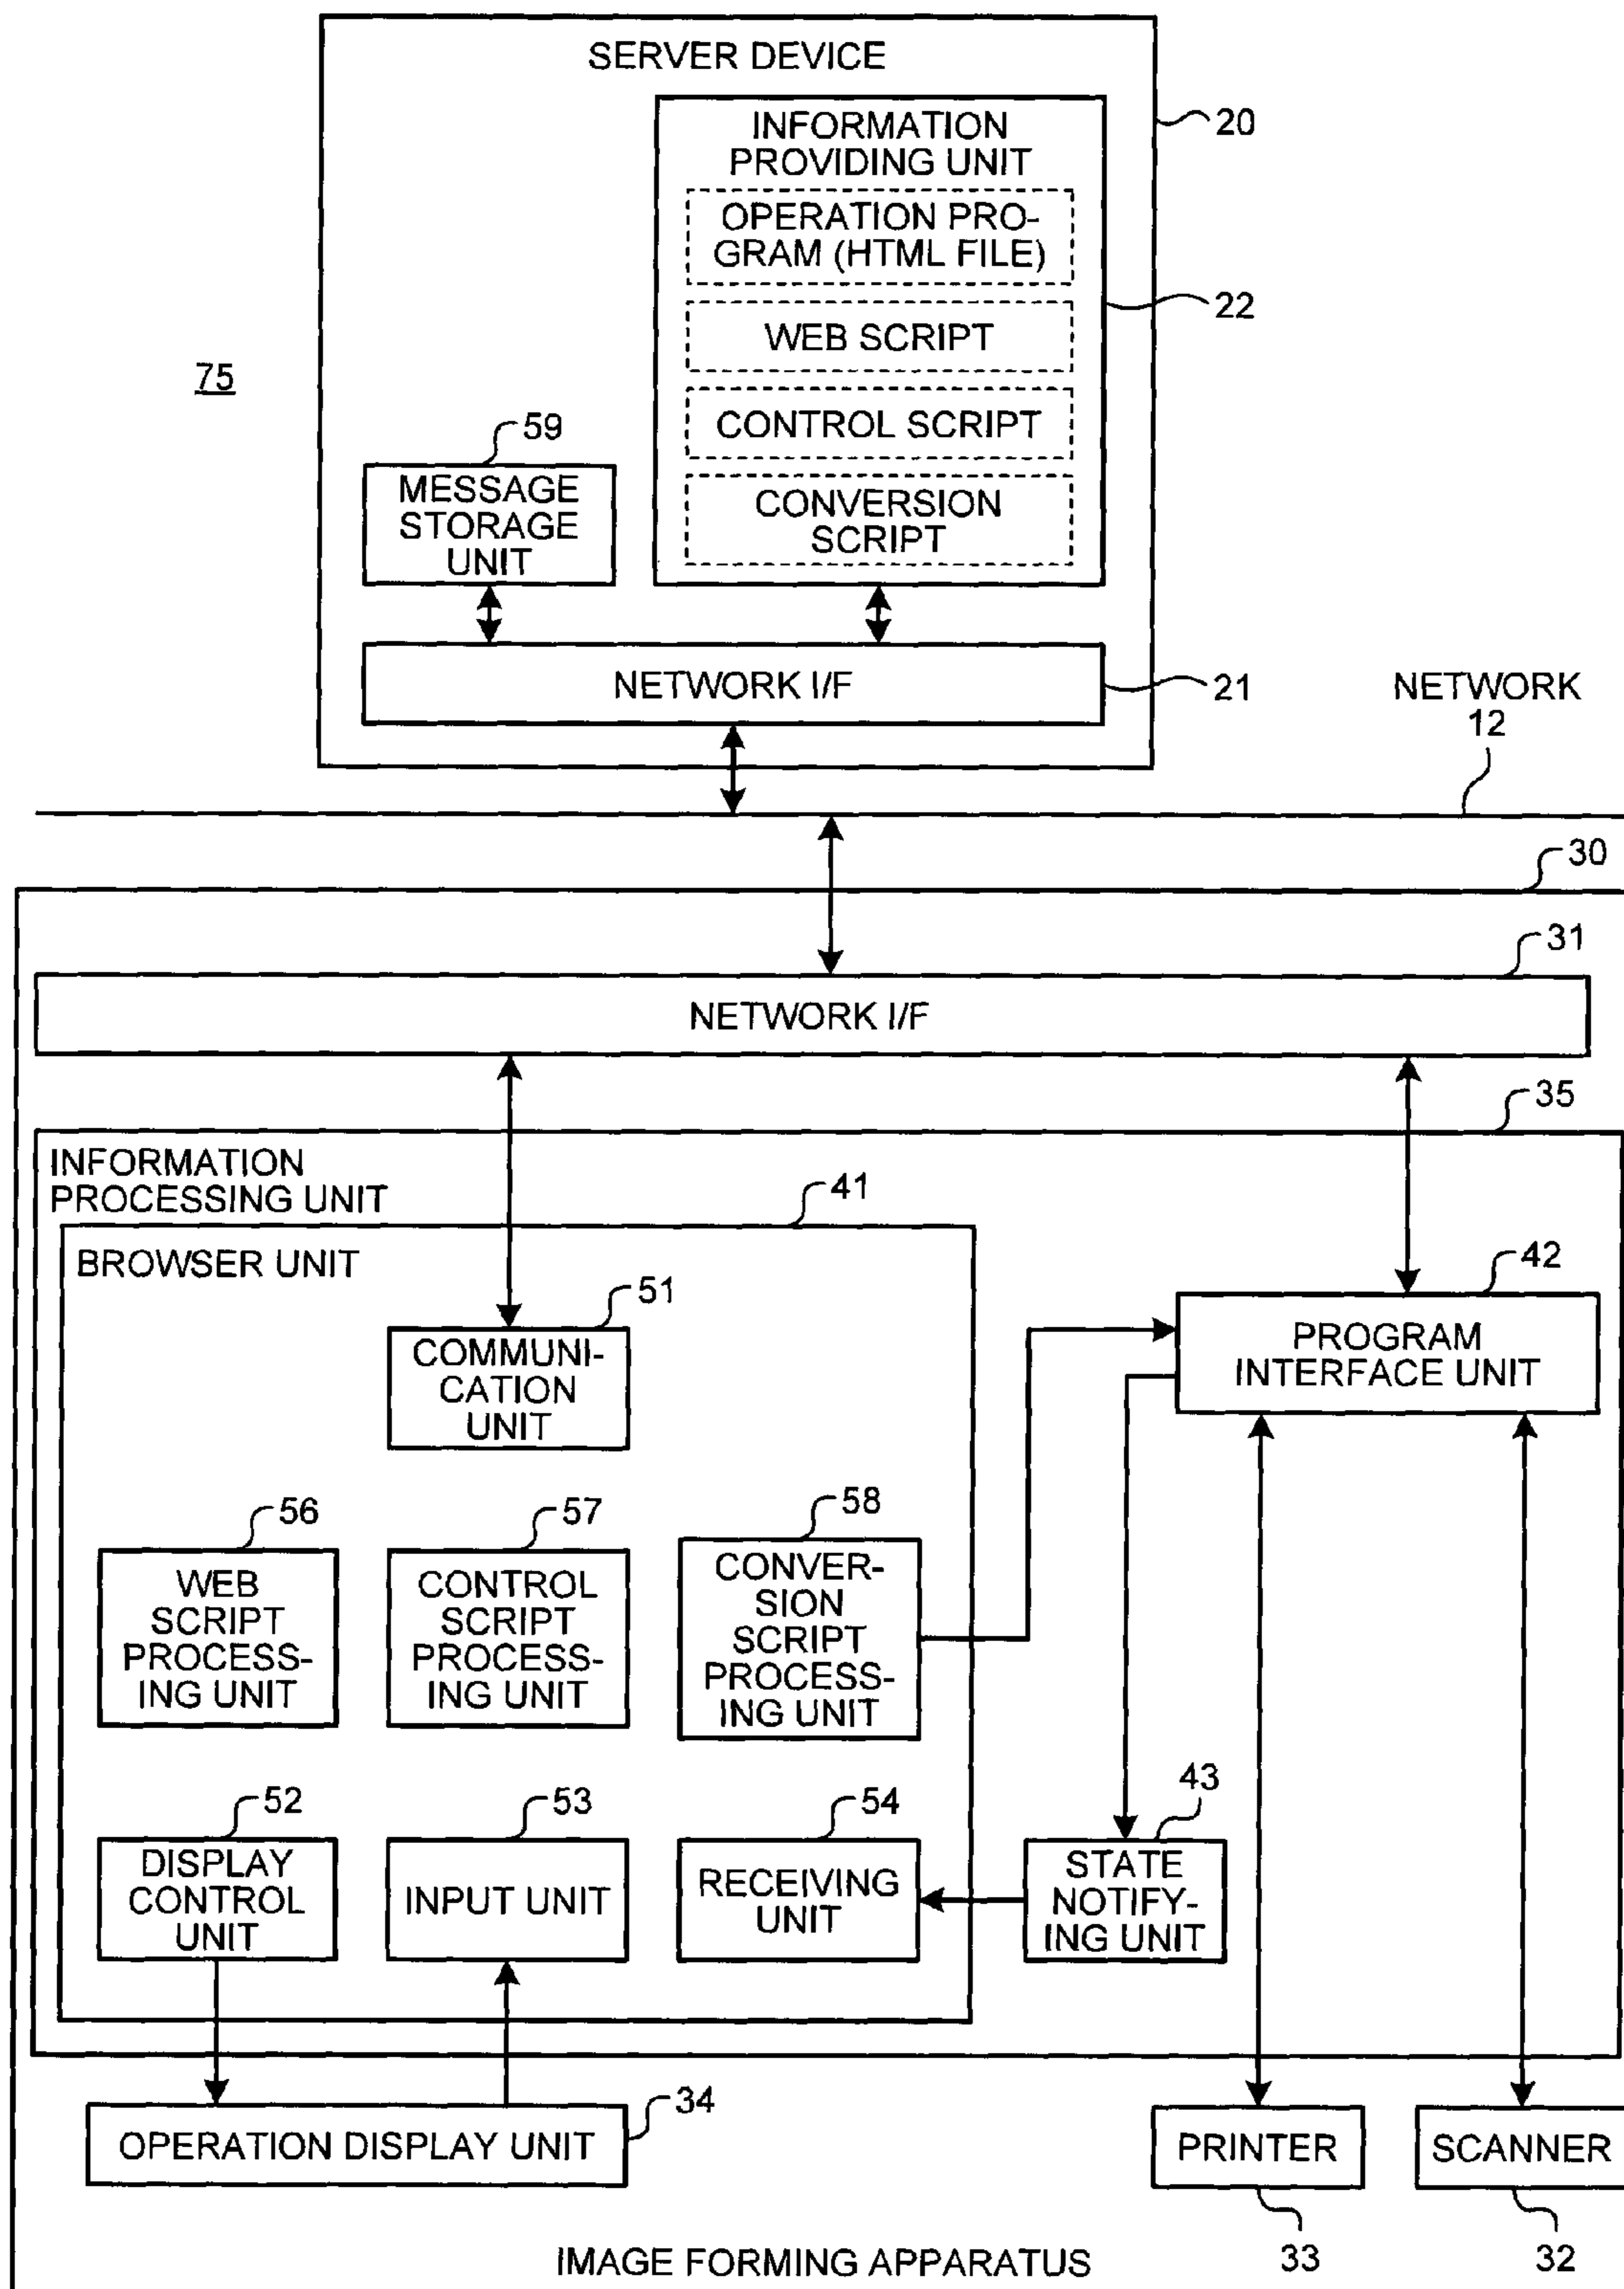 SERVER DEVICE
20
INFORMATION
PROVIDING UNIT
OPERATION PRO-
GRAM (HTML FILE)
22
WEB SCRIPT
75
CONTROL SCRIPT
59
MESSAGE
STORAGE
UNIT
CONVERSION
SCRIPT
NETWORK I/F
21
NETWORK
12
30
31
NETWORK I/F
35
INFORMATION
PROCESSING UNIT
41
BROWSER UNIT
42
51
PROGRAM
INTERFACE UNIT
COMMUNI-
CATION
UNIT
56
57
58
WEB
SCRIPT
PROCESS-
ING UNIT
CONTROL
SCRIPT
PROCESS-
ING UNIT
CONVER-
SION
SCRIPT
PROCESS-
ING UNIT
52
53
54
43
DISPLAY
CONTROL
UNIT
INPUT UNIT
RECEIVING
UNIT
STATE
NOTIFY-
ING UNIT
34
OPERATION DISPLAY UNIT
PRINTER
SCANNER
33
32
IMAGE FORMING APPARATUS